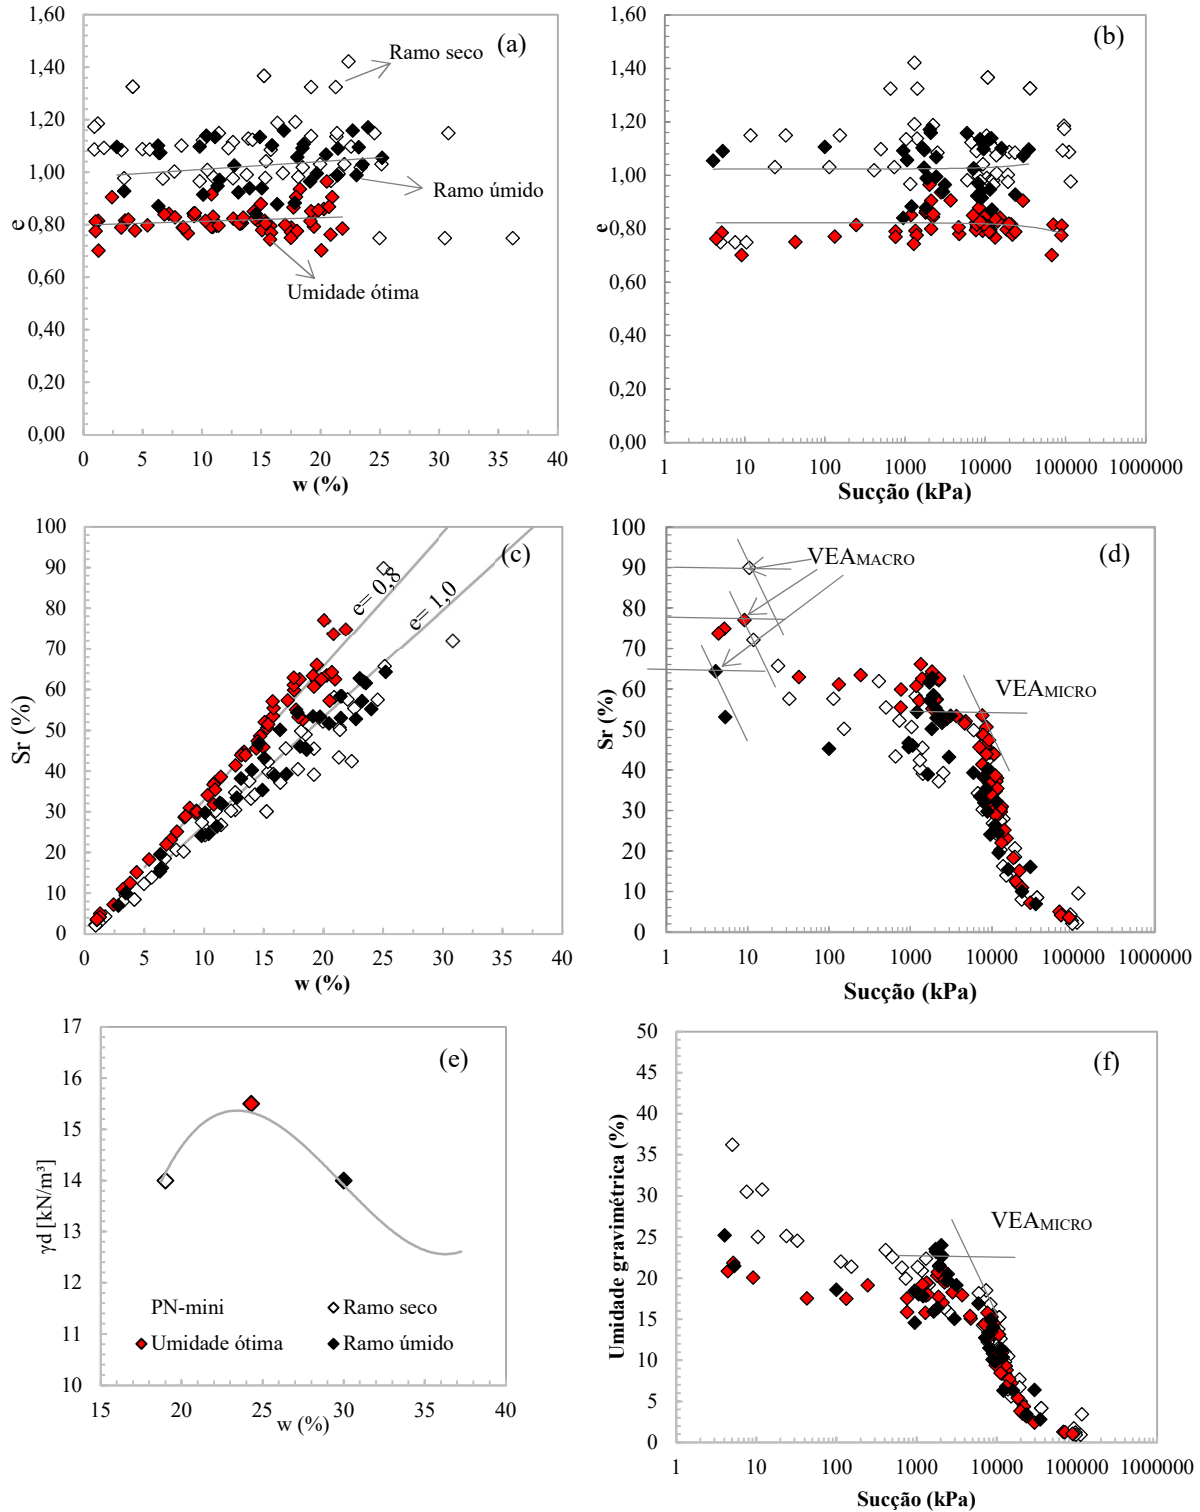 (a)
Ramo seco
Ramo úmido
Umidade ótima
e
1,60
1,40
1,20
1,00
0,80
0,60
0,40
0,20
0,00
0 5 10 15 20 25 30 35 40
w (%)
(b)
e
1,60
1,40
1,20
1,00
0,80
0,60
0,40
0,20
0,00
1 10 100 1000 10000 100000 1000000
Sucção (kPa)
(c)
e= 0,8
e= 1,0
Sr (%)
100
90
80
70
60
50
40
30
20
10
0
0 5 10 15 20 25 30 35 40
w (%)
(d)
VEAMACRO
VEAMICRO
Sr (%)
100
90
80
70
60
50
40
30
20
10
0
1 10 100 1000 10000 100000 1000000
Sucção (kPa)
(e)
γd [kN/m³]
17
16
15
14
13
12
11
10
PN-mini
Ramo seco
Umidade ótima
Ramo úmido
15 20 25 30 35 40
w (%)
(f)
VEAMICRO
Umidade gravimétrica (%)
50
45
40
35
30
25
20
15
10
5
0
1 10 100 1000 10000 100000 1000000
Sucção (kPa)